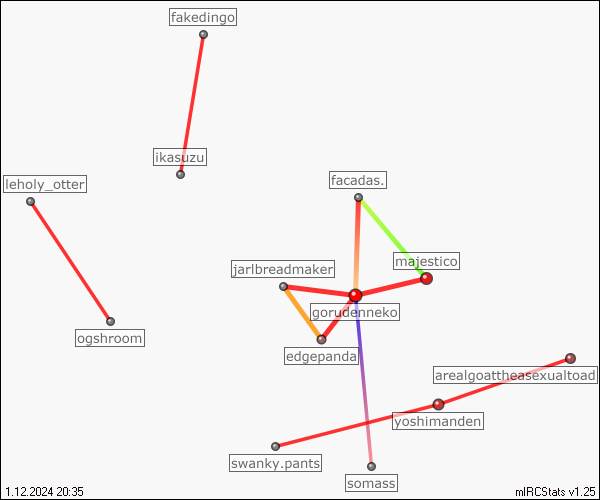 fakedingo
ikasuzu
leholy_otter
facadas.
majestico
jarlbreadmaker
gorudenneko
ogshroom
edgepanda
arealgoattheasexualtoad
yoshimanden
swanky.pants
somass
1.12.2024 20:35
mIRCStats v1.25